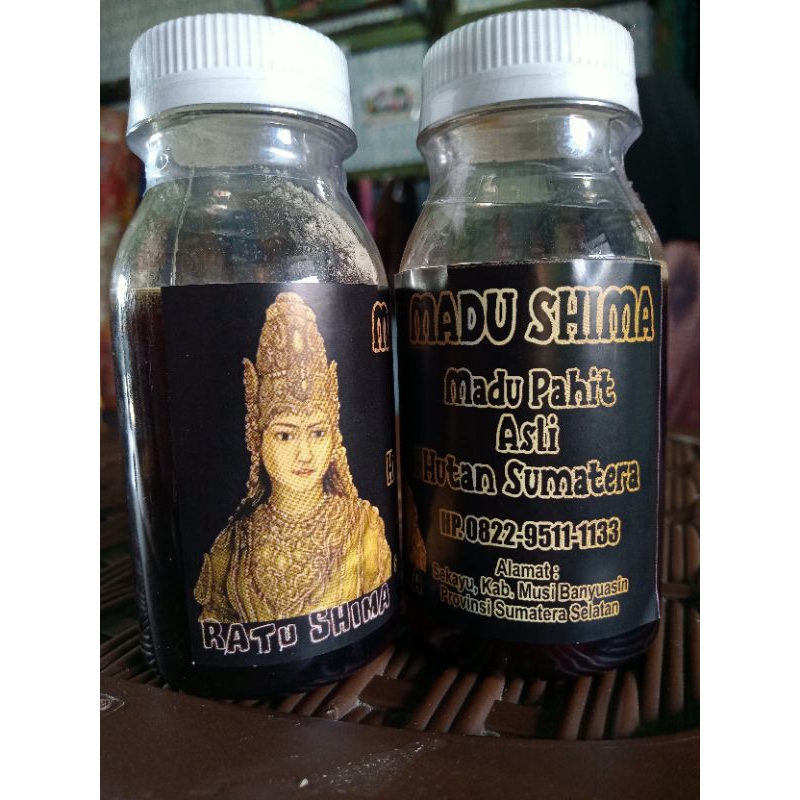 RATU SHIMA
MADU SHIMA
Madu Pahit
Asli
Hutan Sumatera
HP.0822-9511-1133
Alamat :
Sekayu, Kab. Musi Banyuasin
Provinsi Sumatera Selatan